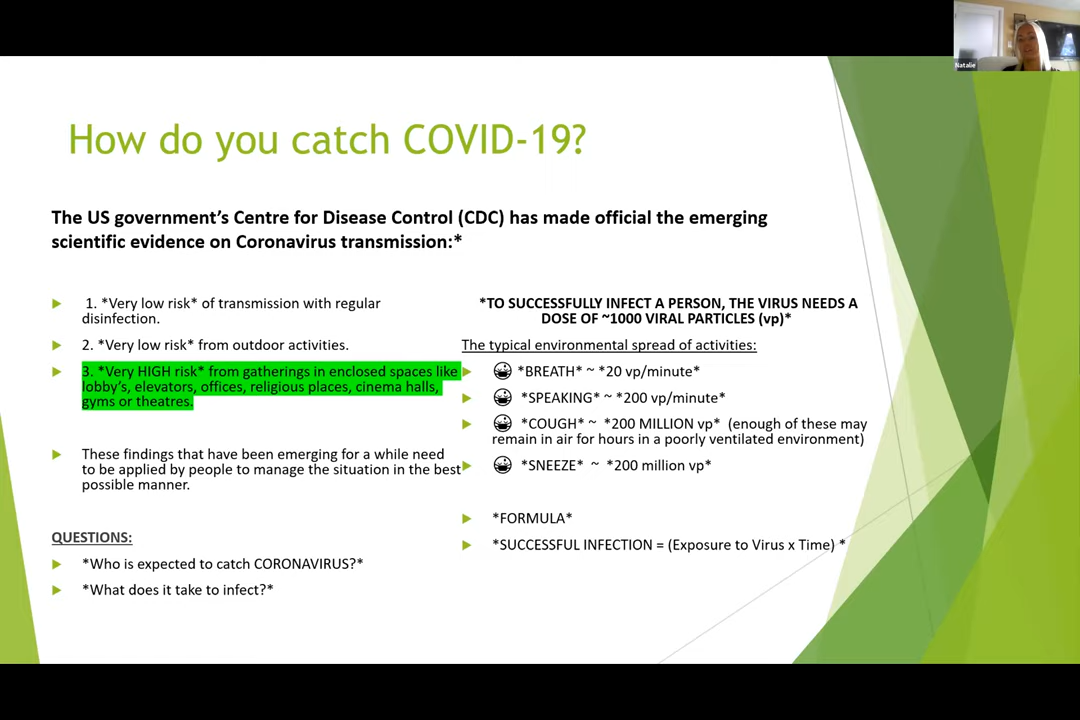 Natalie
How do you catch COVID-19?
The US government's Centre for Disease Control (CDC) has made official the emerging
scientific evidence on Coronavirus transmission:*
1. *Very low risk* of transmission with regular
disinfection.
2. *Very low risk* from outdoor activities.
3. *Very HIGH risk* from gatherings in enclosed spaces like
lobby's, elevators, offices, religious places, cinema halls,
gyms or theatres.
These findings that have been emerging for a while need
to be applied by people to manage the situation in the best
possible manner.
QUESTIONS:
*Who is expected to catch CORONAVIRUS?*
*What does it take to infect?*
*TO SUCCESSFULLY INFECT A PERSON, THE VIRUS NEEDS A
DOSE OF ~1000 VIRAL PARTICLES (vp)*
The typical environmental spread of activities:
*BREATH* ~ *20 vp/minute*
*SPEAKING* ~ *200 vp/minute*
*COUGH* ~ *200 MILLION vp* (enough of these may
remain in air for hours in a poorly ventilated environment)
*SNEEZE* ~ *200 million vp*
*FORMULA*
*SUCCESSFUL INFECTION = (Exposure to Virus x Time) *